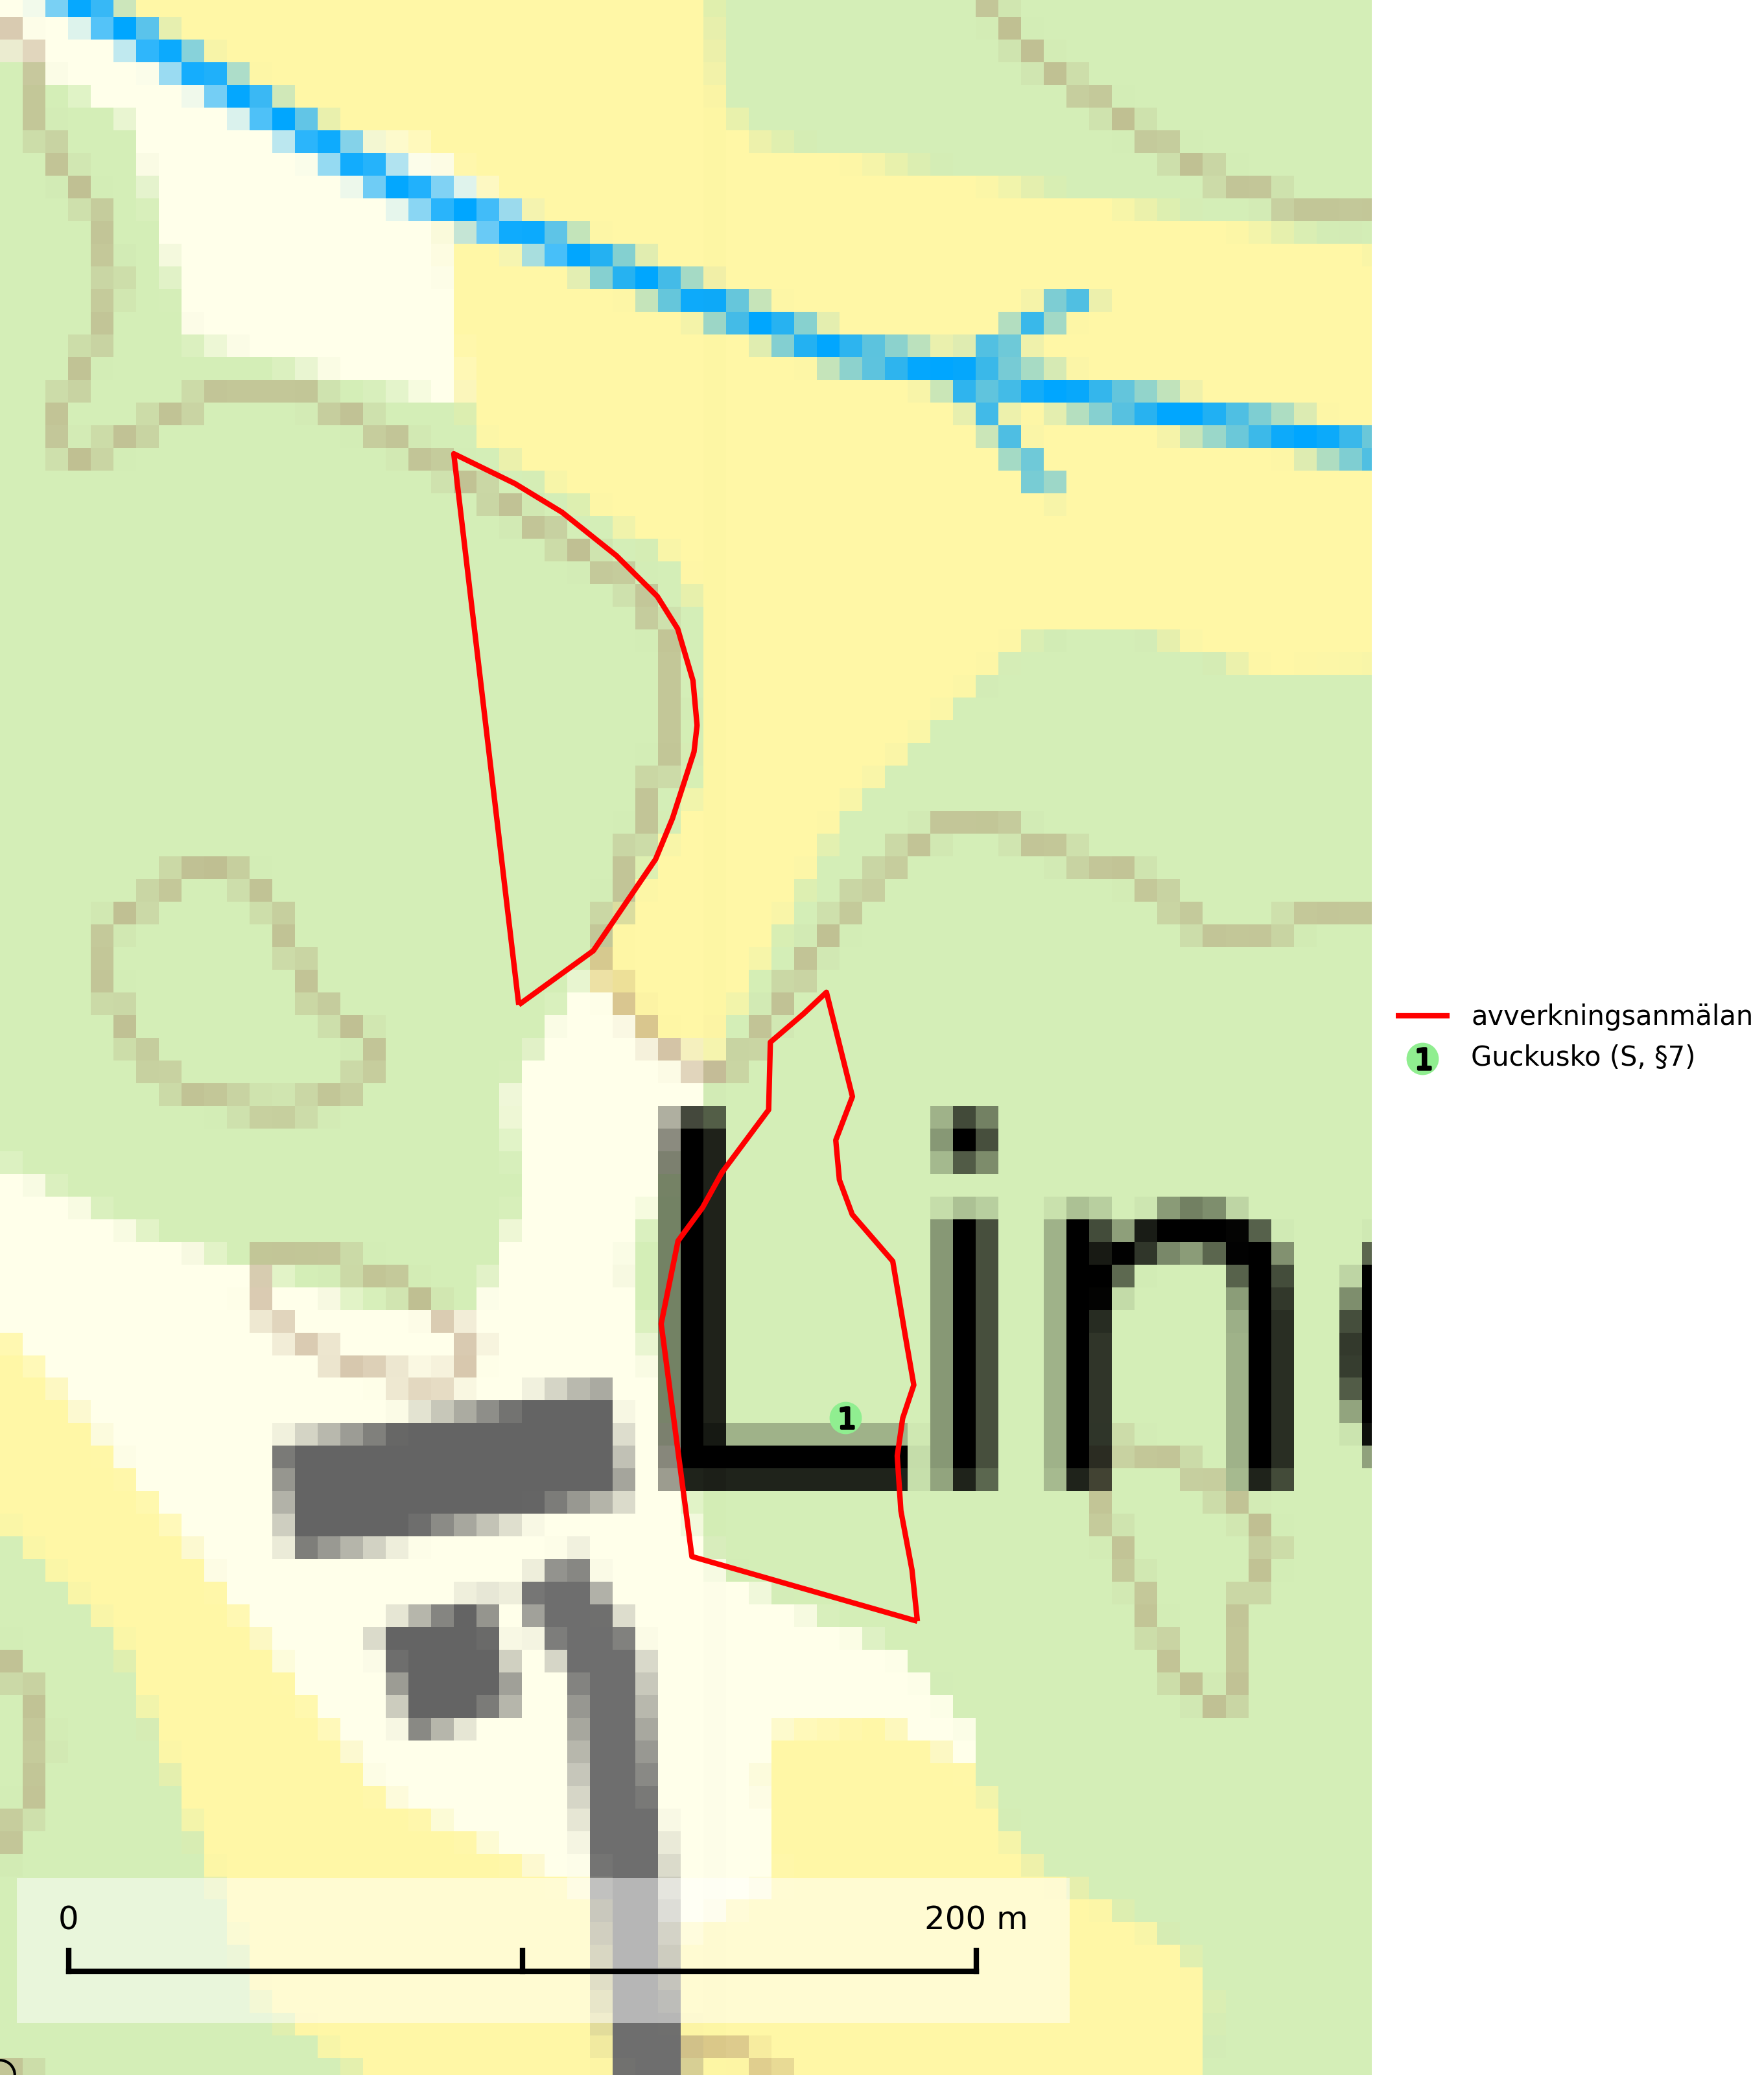 avverkningsanmälan
1 Guckusko (S, §7)
Lin
1
0 200 m